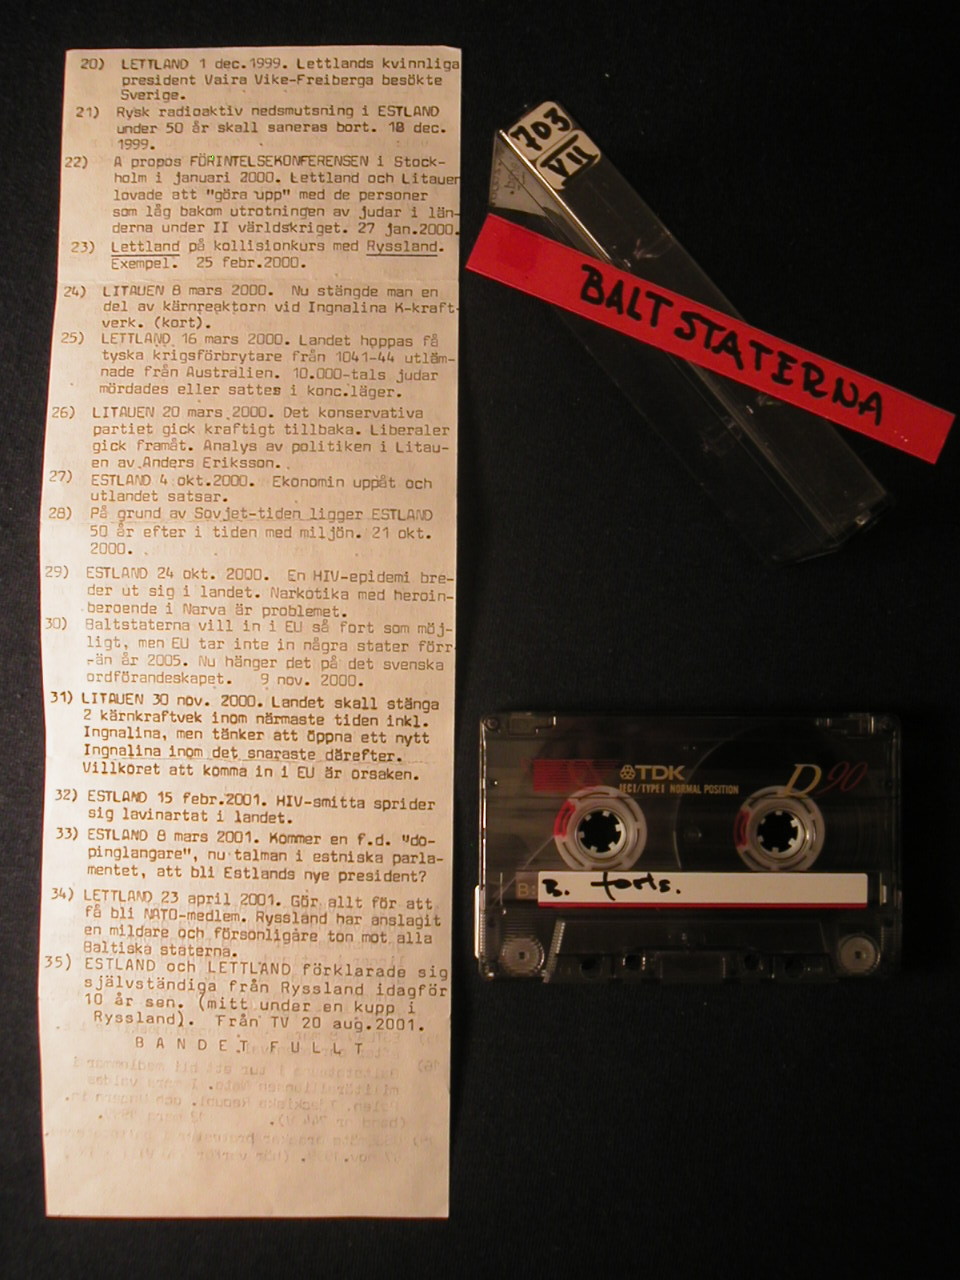 20) LETTLAND 1 dec.1999. Lettlands kvinnliga
president Vaira Vike-Freiberga besökte
Sverige.
21) Rysk radioaktiv nedsmutsning i ESTLAND
under 50 år skall saneras bort. 18 dec.
1999.
22) A propos FÖRINTELSEKONFERENSEN i Stock-
holm i januari 2000. Lettland och Litauen
lovade att "göra upp" med de personer
som låg bakom utrotningen av judar i län-
derna under II världskriget. 27 jan.2000.
23) Lettland på kollisionkurs med Ryssland.
Exempel. 25 febr.2000.
24) LITAUEN 8 mars 2000. Nu stängde man en
del av kärnreaktorn vid Ingnalina K-kraft-
verk. (kort).
25) LETTLAND 16 mars 2000. Landet hoppas få
tyska krigsförbrytare från 1041-44 utläm-
nade från Australien. 10.000-tals judar
mördades eller sattes i konc.läger.
26) LITAUEN 20 mars 2000. Det konservativa
partiet gick kraftigt tillbaka. Liberaler
gick framåt. Analys av politiken i Litau-
en av Anders Eriksson.
27) ESTLAND 4 okt.2000. Ekonomin uppåt och
utlandet satsar.
28) På grund av Sovjet-tiden ligger ESTLAND
50 år efter i tiden med miljön. 21 okt.
2000.
29) ESTLAND 24 okt. 2000. En HIV-epidemi bre-
der ut sig i landet. Narkotika med heroin-
beroende i Narva är problemet.
30) Baltstaterna vill in i EU så fort som möj-
ligt, men EU tar inte in några stater förr-
-än år 2005. Nu hänger det på det svenska
ordförandeskapet. 9 nov. 2000.
31) LITAUEN 30 nov. 2000. Landet skall stänga
2 kärnkraftvek inom närmaste tiden inkl.
Ingnalina, men tänker att öppna ett nytt
Ingnalina inom det snaraste därefter.
Villkoret att komma in i EU är orsaken.
32) ESTLAND 15 febr.2001. HIV-smitta sprider
sig lavinartat i landet.
33) ESTLAND 8 mars 2001. Kommer en f.d. "do-
pinglangare", nu talman i estniska parla-
mentet, att bli Estlands nye president?
34) LETTLAND 23 april 2001. Gör allt för att
få bli NATO-medlem. Ryssland har anslagit
en mildare och försonligare ton mot alla
Baltiska staterna.
35) ESTLAND och LETTLAND förklarade sig
självständiga från Ryssland idagför
10 år sen. (mitt under en kupp i
Ryssland). Från TV 20 aug.2001.
BANDET FULLT
703
VII
BALTSTATERNA
TDK
D90
IECI/TYPE I NORMAL POSITION
B. forts.